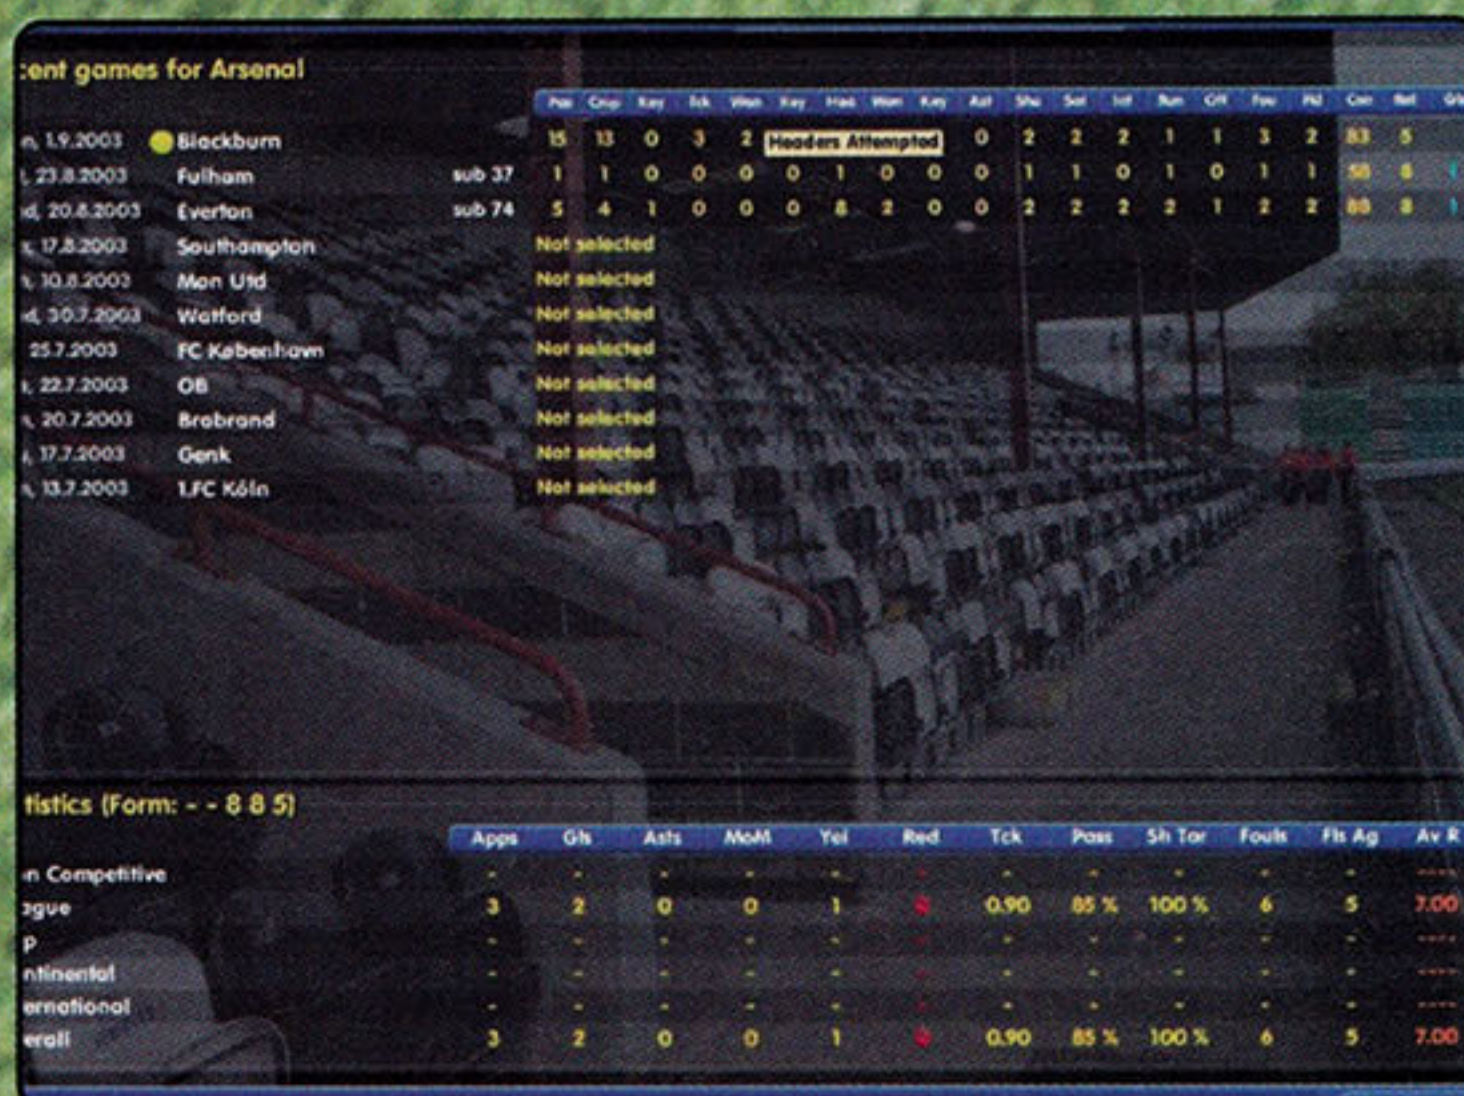 cent games for Arsenal
Pas Cmp Key Tck Won Key Hea Won Key Ast Sho Sot Int Run Off Fou Fld Con Rat Gls
n, 1.9.2003 Blackburn 15 13 0 3 2 Headers Attempted 0 2 2 2 1 1 3 2 83 5
, 23.8.2003 Fulham sub 37 1 1 0 0 0 0 1 0 0 0 1 1 0 1 0 1 1 58 8 1
d, 20.8.2003 Everton sub 74 5 4 1 0 0 0 8 2 0 0 2 2 2 2 1 2 2 88 8 1
, 17.8.2003 Southampton Not selected
, 10.8.2003 Man Utd Not selected
d, 30.7.2003 Watford Not selected
25.7.2003 FC København Not selected
, 22.7.2003 OB Not selected
, 20.7.2003 Brabrand Not selected
, 17.7.2003 Genk Not selected
, 13.7.2003 1.FC Köln Not selected
tistics (Form: - - 8 8 5)
Apps Gls Asts MoM Yel Red Tck Pass Sh Tar Fouls Fls Ag Av R
n Competitive - - - - - - - - - - - ----
ague 3 2 0 0 1 0 0.90 85 % 100 % 6 5 7.00
p - - - - - - - - - - - ----
ntinental - - - - - - - - - - - ----
ernational - - - - - - - - - - - ----
erall 3 2 0 0 1 0 0.90 85 % 100 % 6 5 7.00